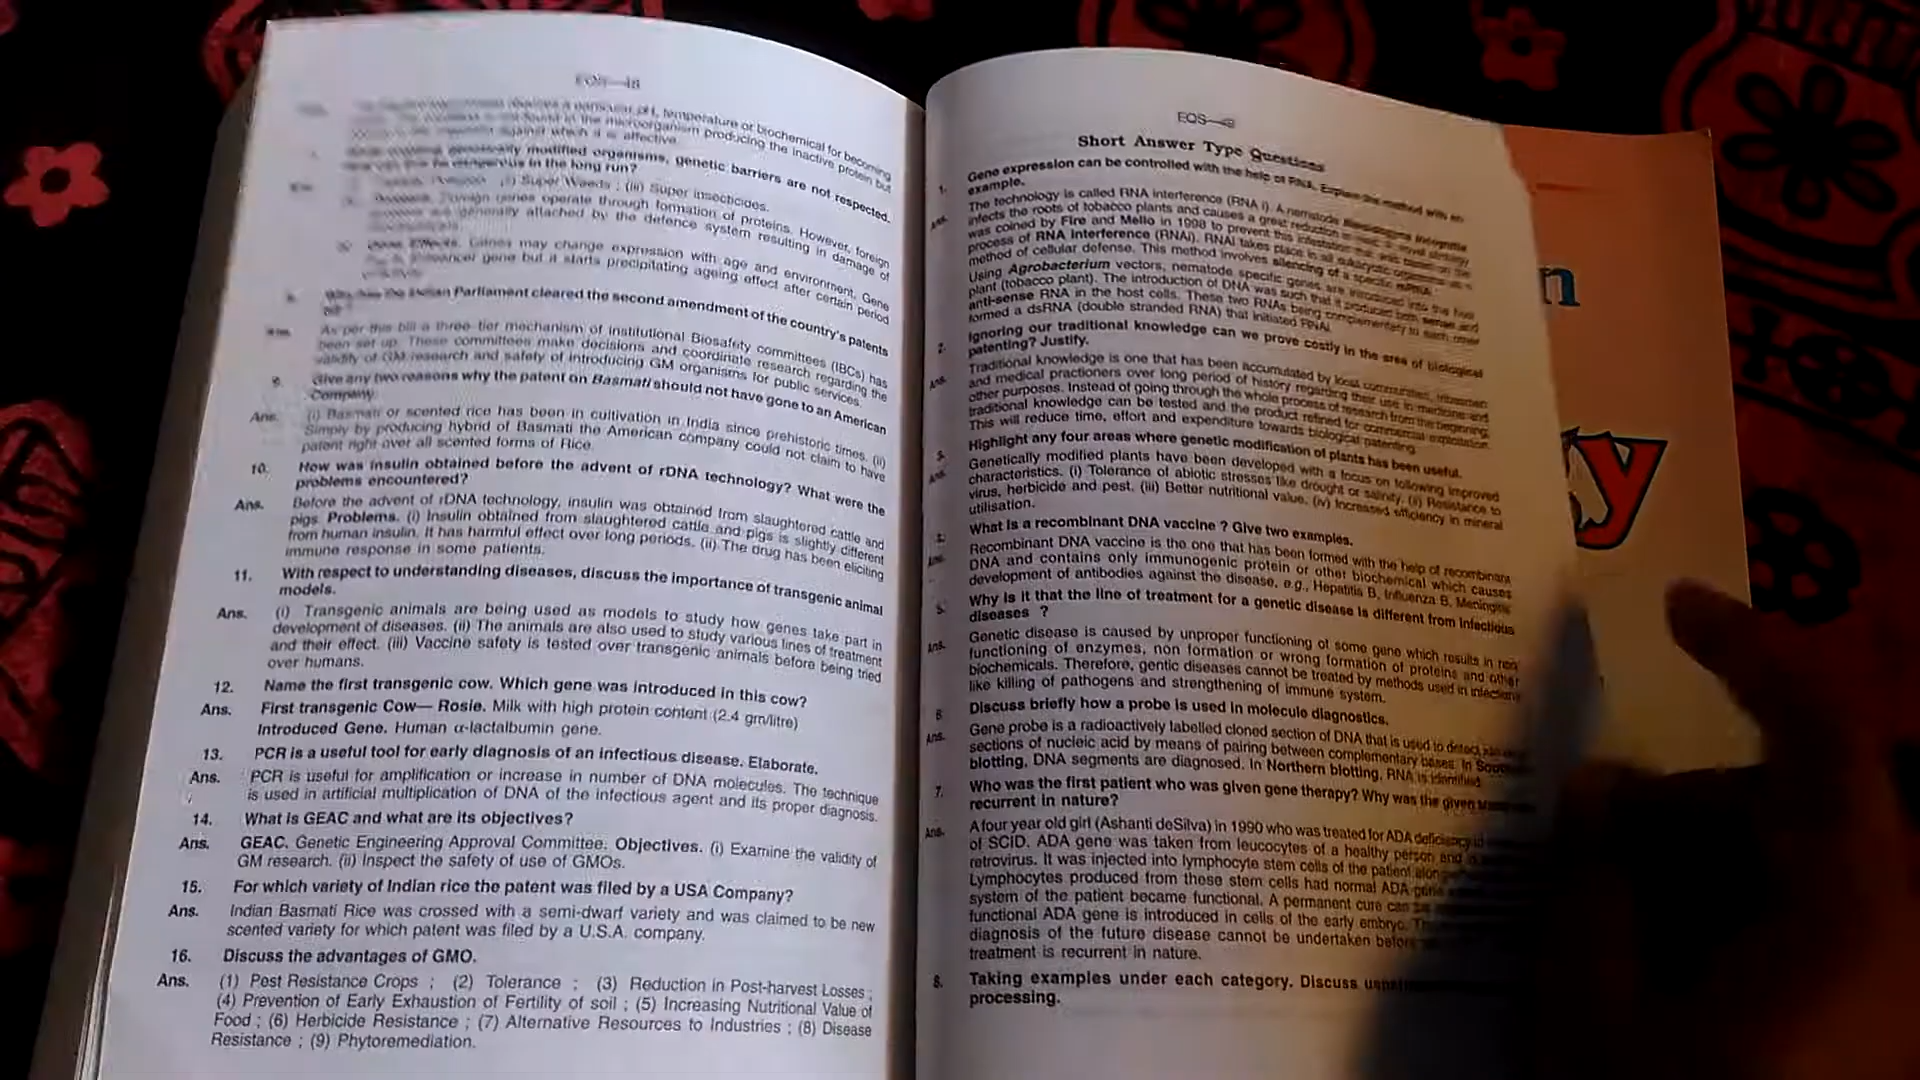 EQS—48
temperature or biochemical for becoming
microorganism producing the inactive protein but
against which it is affective.
modified organisms, genetic barriers are not respected.
in the long run?
Super Weeds ; (iii) Super insecticides.
genes operate through formation of proteins. However, foreign
are generally attached by the defence system resulting in damage of
Genes may change expression with age and environment. Gene
gene but it starts precipitating ageing effect after certain period
Indian Parliament cleared the second amendment of the country's patents
As per this bill a three-tier mechanism of institutional Biosafety committees (IBCs) has
been set up. These committees make decisions and coordinate research regarding the
validity of GM research and safety of introducing GM organisms for public services.
9. Give any two reasons why the patent on Basmati should not have gone to an American
Company.
Ans. (i) Basmati or scented rice has been in cultivation in India since prehistoric times. (ii)
Simply by producing hybrid of Basmati the American company could not claim to have
patent right over all scented forms of Rice.
10. How was insulin obtained before the advent of rDNA technology? What were the
problems encountered?
Ans. Before the advent of rDNA technology, insulin was obtained from slaughtered cattle and
pigs. Problems. (i) Insulin obtained from slaughtered cattle and pigs is slightly different
from human insulin. It has harmful effect over long periods. (ii) The drug has been eliciting
immune response in some patients.
11. With respect to understanding diseases, discuss the importance of transgenic animal
models.
Ans. (i) Transgenic animals are being used as models to study how genes take part in
development of diseases. (ii) The animals are also used to study various lines of treatment
and their effect. (iii) Vaccine safety is tested over transgenic animals before being tried
over humans.
12. Name the first transgenic cow. Which gene was introduced in this cow?
Ans. First transgenic Cow— Rosie. Milk with high protein content (2.4 gm/litre)
Introduced Gene. Human α-lactalbumin gene.
13. PCR is a useful tool for early diagnosis of an infectious disease. Elaborate.
Ans. PCR is useful for amplification or increase in number of DNA molecules. The technique
is used in artificial multiplication of DNA of the infectious agent and its proper diagnosis.
14. What is GEAC and what are its objectives?
Ans. GEAC. Genetic Engineering Approval Committee. Objectives. (i) Examine the validity of
GM research. (ii) Inspect the safety of use of GMOs.
15. For which variety of Indian rice the patent was filed by a USA Company?
Ans. Indian Basmati Rice was crossed with a semi-dwarf variety and was claimed to be new
scented variety for which patent was filed by a U.S.A. company.
16. Discuss the advantages of GMO.
Ans. (1) Pest Resistance Crops ; (2) Tolerance ; (3) Reduction in Post-harvest Losses ;
(4) Prevention of Early Exhaustion of Fertility of soil ; (5) Increasing Nutritional Value of
Food ; (6) Herbicide Resistance ; (7) Alternative Resources to Industries ; (8) Disease
Resistance ; (9) Phytoremediation.
EQS—49
Short Answer Type Questions
1. Gene expression can be controlled with the help of RNA. Explain this method with an
example.
Ans. The technology is called RNA interference (RNA i). A nematode Meloidogyne incognita
infects the roots of tobacco plants and causes a great reduction in
was coined by Fire and Mello in 1998 to prevent this infestation
process of RNA Interference (RNAi). RNAi takes place in all eukaryotic organisms as a
method of cellular defense. This method involves silencing of a specific mRNA.
Using Agrobacterium vectors, nematode specific genes are introduced into the host
plant (tobacco plant). The introduction of DNA was such that it produced both sense and
anti-sense RNA in the host cells. These two RNAs being complementary to each other
formed a dsRNA (double stranded RNA) that initiated RNAi.
2. Ignoring our traditional knowledge can we prove costly in the area of biological
patenting? Justify.
Ans. Traditional knowledge is one that has been accumulated by local communities, tribesmen
and medical practioners over long period of history regarding their use in medicine and
other purposes. Instead of going through the whole process of research from the beginning,
traditional knowledge can be tested and the product refined for commercial exploitation.
This will reduce time, effort and expenditure towards biological patenting.
3. Highlight any four areas where genetic modification of plants has been useful.
Ans. Genetically modified plants have been developed with a focus on following improved
characteristics. (i) Tolerance of abiotic stresses like drought or salinity. (ii) Resistance to
virus, herbicide and pest. (iii) Better nutritional value. (iv) Increased efficiency in mineral
utilisation.
4. What is a recombinant DNA vaccine ? Give two examples.
Ans. Recombinant DNA vaccine is the one that has been formed with the help of recombinant
DNA and contains only immunogenic protein or other biochemical which causes
development of antibodies against the disease, e.g., Hepatitis B, Influenza B, Meningitis
5. Why is it that the line of treatment for a genetic disease is different from infectious
diseases ?
Ans. Genetic disease is caused by unproper functioning of some gene which results in non
functioning of enzymes, non formation or wrong formation of proteins and other
biochemicals. Therefore, gentic diseases cannot be treated by methods used in infections
like killing of pathogens and strengthening of immune system.
6. Discuss briefly how a probe is used in molecule diagnostics.
Ans. Gene probe is a radioactively labelled cloned section of DNA that is used to detect
sections of nucleic acid by means of pairing between complementary bases. In Southern
blotting, DNA segments are diagnosed. In Northern blotting, RNA is identified.
7. Who was the first patient who was given gene therapy? Why was the given
recurrent in nature?
Ans. A four year old girl (Ashanti deSilva) in 1990 who was treated for ADA deficiency
of SCID. ADA gene was taken from leucocytes of a healthy person and
retrovirus. It was injected into lymphocyte stem cells of the patient along
Lymphocytes produced from these stem cells had normal ADA gene
system of the patient became functional. A permanent cure can
functional ADA gene is introduced in cells of the early embryo.
diagnosis of the future disease cannot be undertaken before
treatment is recurrent in nature.
8. Taking examples under each category. Discuss
processing.
n
y